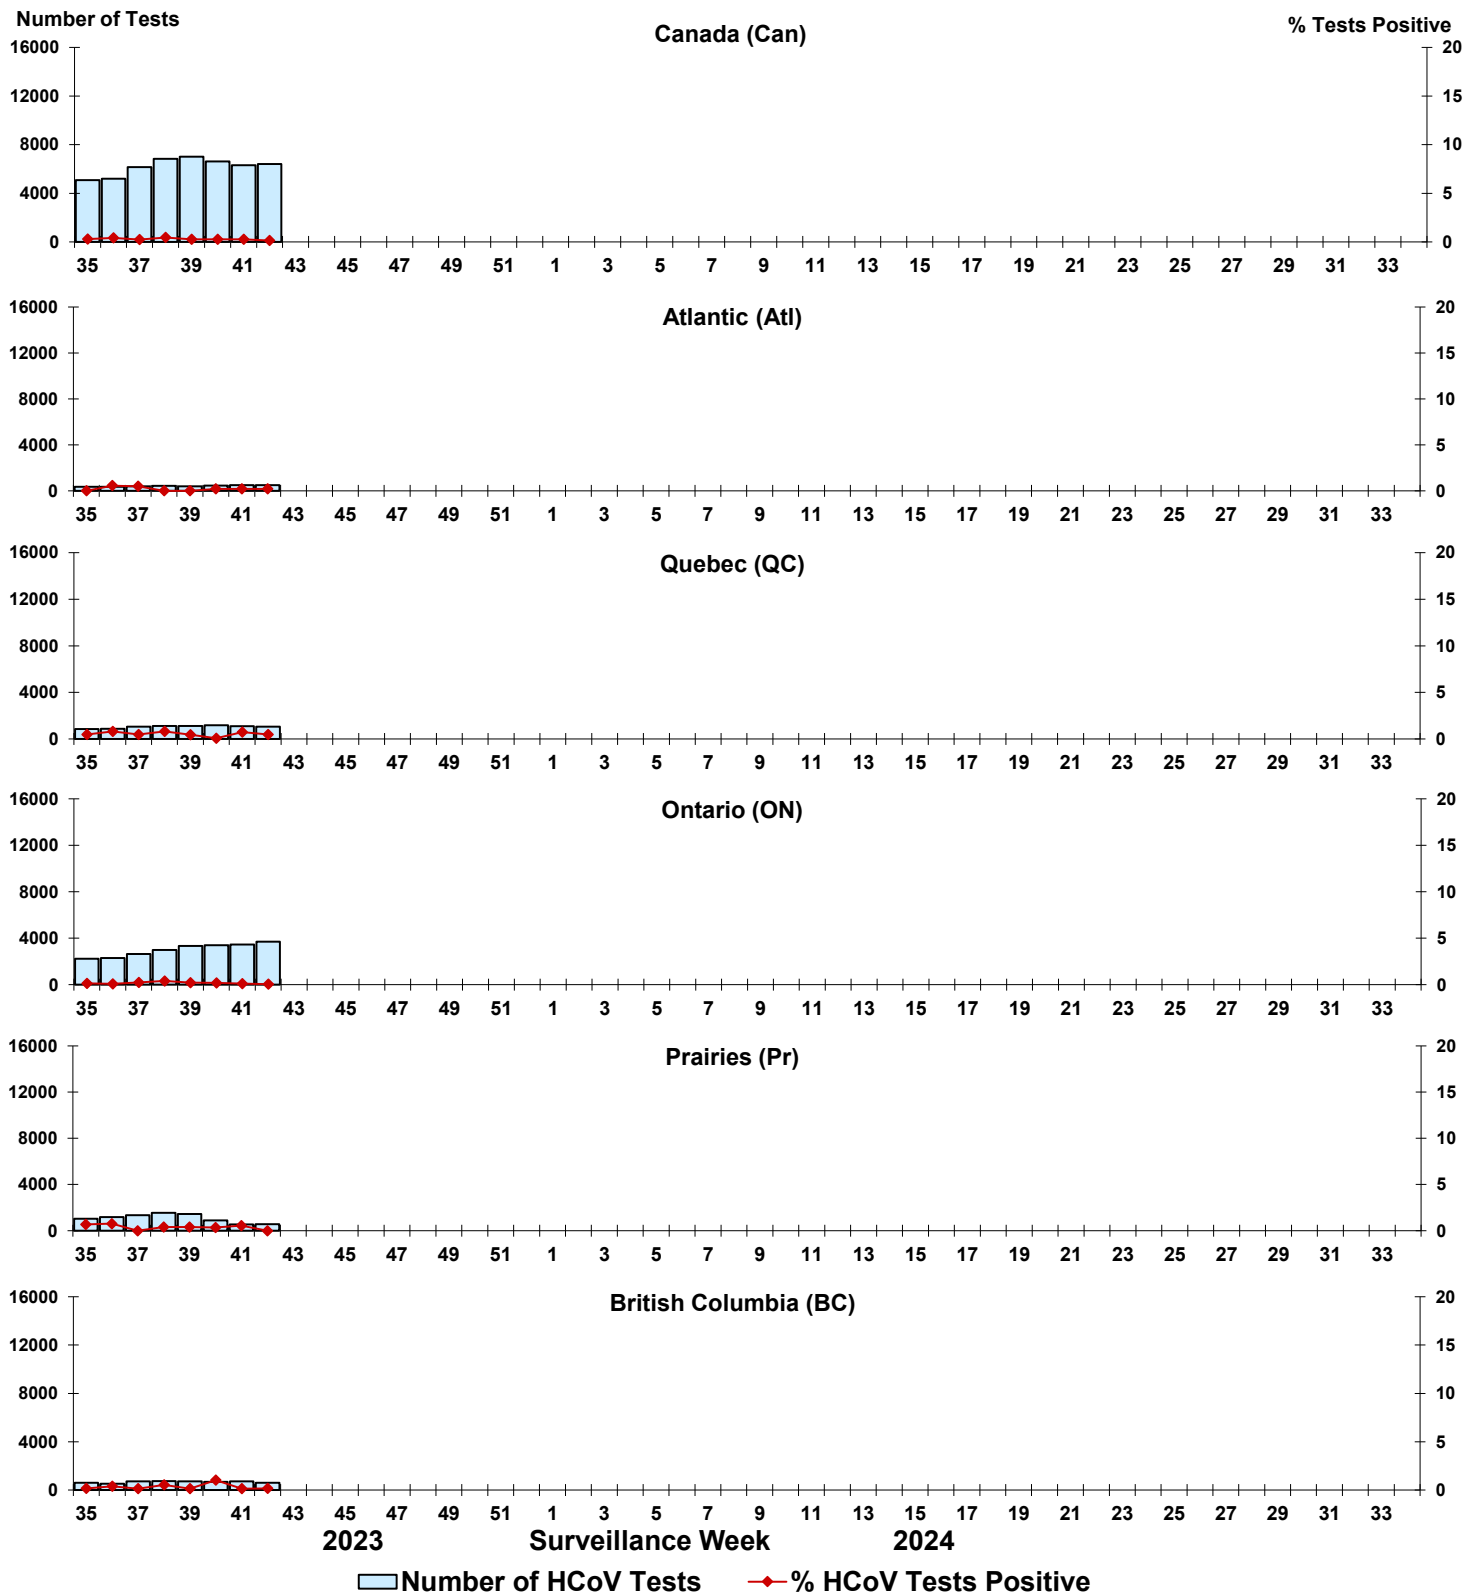 Number of Tests
Canada (Can)
% Tests Positive
16000 20
12000 15
8000 10
4000 5
0 0
35 37 39 41 43 45 47 49 51 1 3 5 7 9 11 13 15 17 19 21 23 25 27 29 31 33
Atlantic (Atl)
16000 20
12000 15
8000 10
4000 5
0 0
35 37 39 41 43 45 47 49 51 1 3 5 7 9 11 13 15 17 19 21 23 25 27 29 31 33
Quebec (QC)
16000 20
12000 15
8000 10
4000 5
0 0
35 37 39 41 43 45 47 49 51 1 3 5 7 9 11 13 15 17 19 21 23 25 27 29 31 33
Ontario (ON)
16000 20
12000 15
8000 10
4000 5
0 0
35 37 39 41 43 45 47 49 51 1 3 5 7 9 11 13 15 17 19 21 23 25 27 29 31 33
Prairies (Pr)
16000 20
12000 15
8000 10
4000 5
0 0
35 37 39 41 43 45 47 49 51 1 3 5 7 9 11 13 15 17 19 21 23 25 27 29 31 33
British Columbia (BC)
16000 20
12000 15
8000 10
4000 5
0 0
35 37 39 41 43 45 47 49 51 1 3 5 7 9 11 13 15 17 19 21 23 25 27 29 31 33
2023 Surveillance Week 2024
Number of HCoV Tests % HCoV Tests Positive